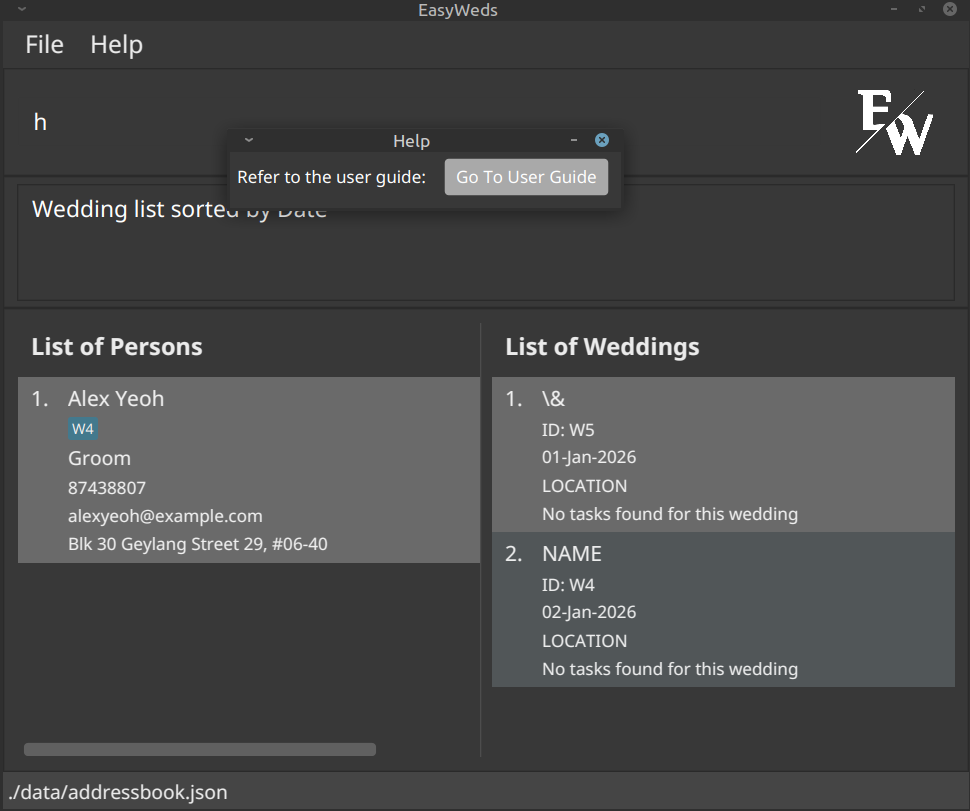 EasyWeds
File Help
h
EW
Help
Refer to the user guide: Go To User Guide
Wedding list sorted by Date
List of Persons
1. Alex Yeoh
W4
Groom
87438807
alexyeoh@example.com
Blk 30 Geylang Street 29, #06-40
List of Weddings
1. \&
ID: W5
01-Jan-2026
LOCATION
No tasks found for this wedding
2. NAME
ID: W4
02-Jan-2026
LOCATION
No tasks found for this wedding
./data/addressbook.json